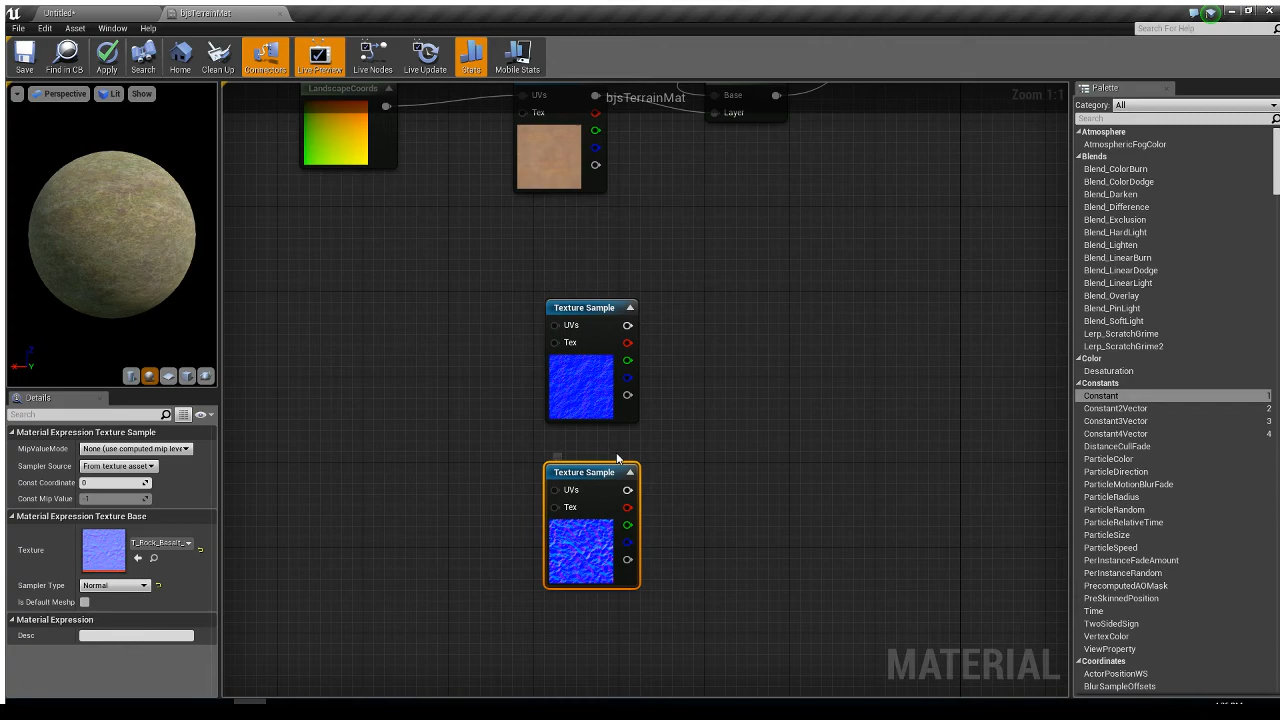 Untitled*
bjsTerrainMat
File Edit Asset Window Help
Search For Help
Save
Find in CB
Apply
Search
Home
Clean Up
Connectors
Live Preview
Live Nodes
Live Update
Stats
Mobile Stats
Perspective
Lit
Show
Details
Search
Material Expression Texture Sample
MipValueMode
None (use computed mip leve
Sampler Source
From texture asset
Const Coordinate
0
Const Mip Value
-1
Material Expression Texture Base
Texture
T_Rock_Basalt_
Sampler Type
Normal
Is Default Meshp
Material Expression
Desc
LandscapeCoords
UVs
Tex
bjsTerrainMat
Base
Layer
Zoom 1:1
Texture Sample
UVs
Tex
Texture Sample
UVs
Tex
MATERIAL
Palette
Category:
All
Search
Atmosphere
AtmosphericFogColor
Blends
Blend_ColorBurn
Blend_ColorDodge
Blend_Darken
Blend_Difference
Blend_Exclusion
Blend_HardLight
Blend_Lighten
Blend_LinearBurn
Blend_LinearDodge
Blend_LinearLight
Blend_Overlay
Blend_PinLight
Blend_SoftLight
Lerp_ScratchGrime
Lerp_ScratchGrime2
Color
Desaturation
Constants
Constant 1
Constant2Vector 2
Constant3Vector 3
Constant4Vector 4
DistanceCullFade
ParticleColor
ParticleDirection
ParticleMotionBlurFade
ParticleRadius
ParticleRandom
ParticleRelativeTime
ParticleSize
ParticleSpeed
PerInstanceFadeAmount
PerInstanceRandom
PrecomputedAOMask
PreSkinnedPosition
Time
TwoSidedSign
VertexColor
ViewProperty
Coordinates
ActorPositionWS
BlurSampleOffsets